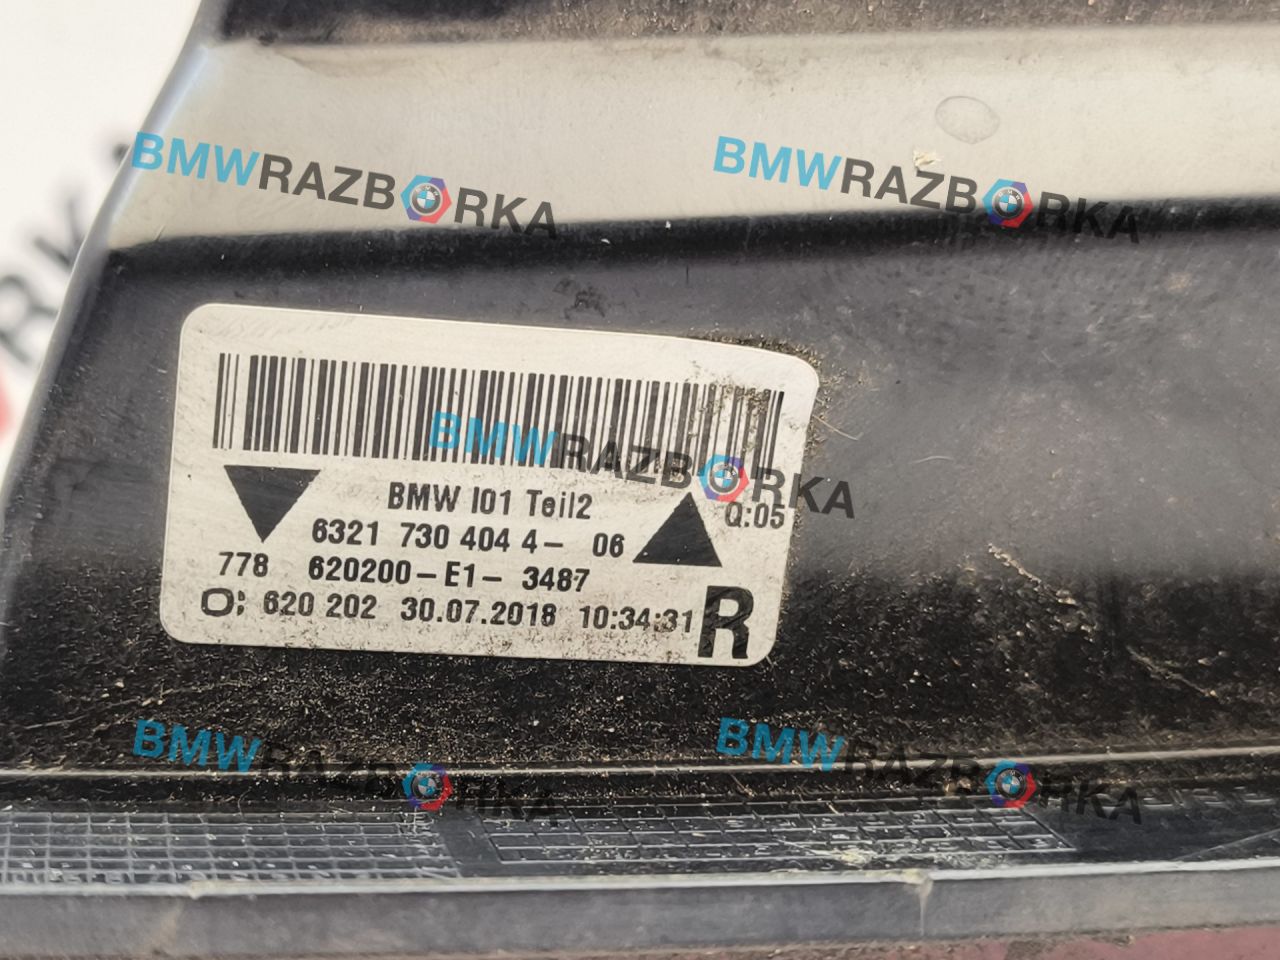 BMWRAZBORKA
BMWRAZBORKA
BMWRAZBORKA
BMW I01 Teil2
Q:05
6321 730 404 4- 06
778 620200-E1- 3487
O: 620 202 30.07.2018 10:34:31
R
BMWRAZBORKA
BMWRAZBORKA